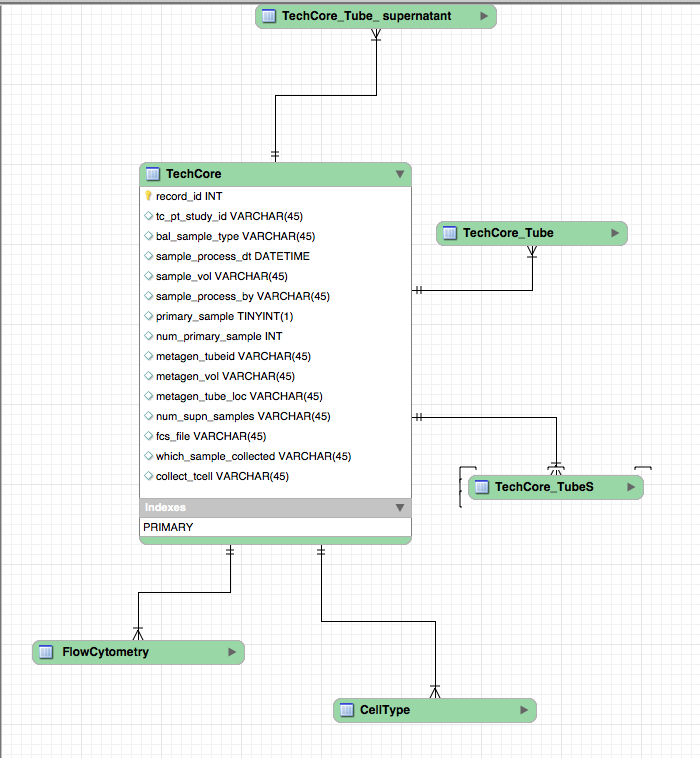 TechCore_Tube_ supernatant
TechCore
record_id INT
tc_pt_study_id VARCHAR(45)
bal_sample_type VARCHAR(45)
sample_process_dt DATETIME
sample_vol VARCHAR(45)
sample_process_by VARCHAR(45)
primary_sample TINYINT(1)
num_primary_sample INT
metagen_tubeid VARCHAR(45)
metagen_vol VARCHAR(45)
metagen_tube_loc VARCHAR(45)
num_supn_samples VARCHAR(45)
fcs_file VARCHAR(45)
which_sample_collected VARCHAR(45)
collect_tcell VARCHAR(45)
Indexes
PRIMARY
TechCore_Tube
TechCore_TubeS
FlowCytometry
CellType